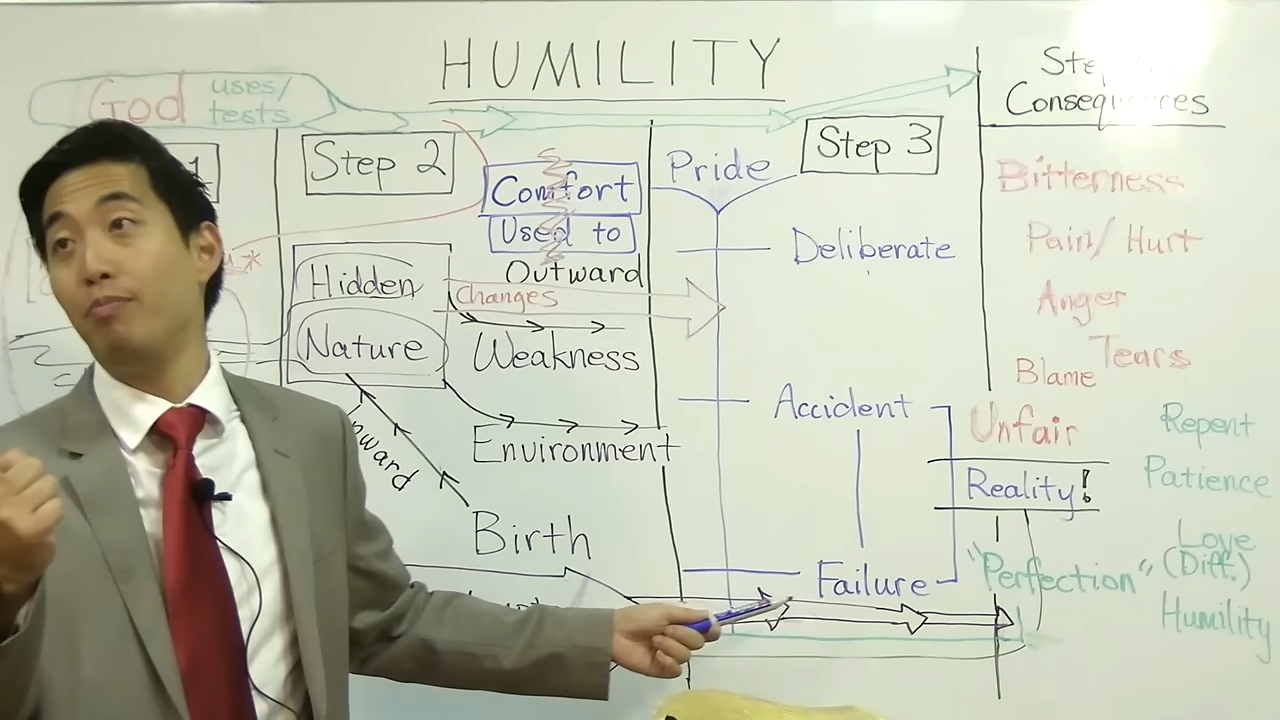 HUMILITY
God uses/
tests
1
Step 2
Comfort
Used to
Outward
Hidden
Nature
Changes
Weakness
Environment
Birth
Pride
Step 3
Deliberate
Accident
Failure
Consequences
Bitterness
Pain/Hurt
Anger
Tears
Blame
Unfair
Reality!
"Perfection"
Repent
Patience
Love
(Diff.)
Humility